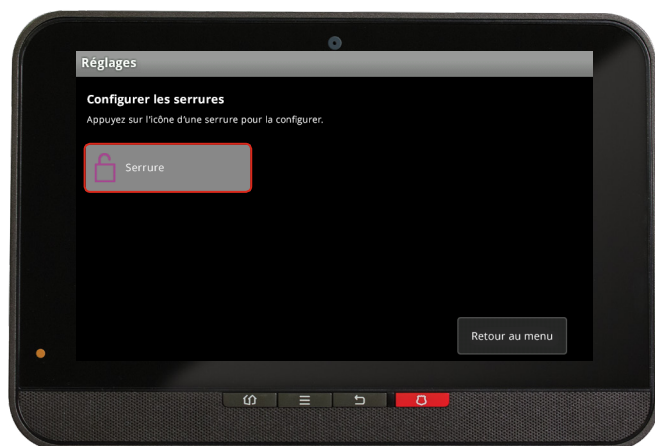 Réglages
Configurer les serrures
Appuyez sur l'icône d'une serrure pour la configurer.
Serrure
Retour au menu